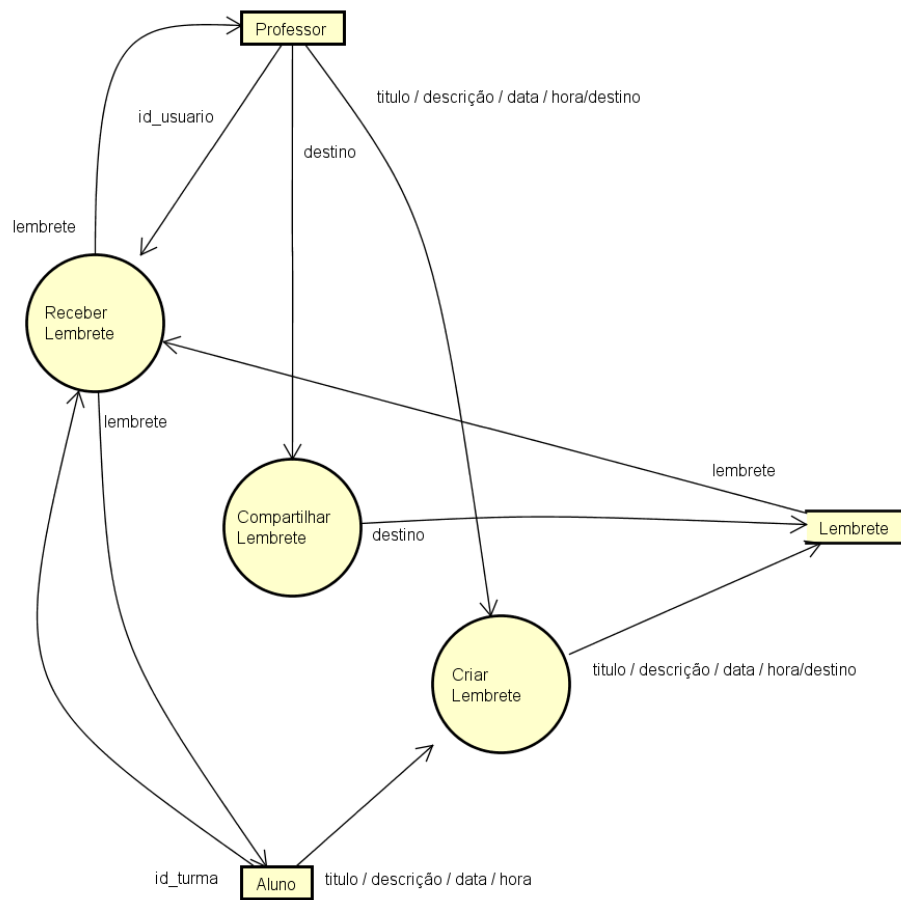 Professor
titulo / descrição / data / hora/destino
id_usuario
destino
lembrete
Receber
Lembrete
lembrete
lembrete
Compartilhar
Lembrete
destino
Lembrete
Criar
Lembrete
titulo / descrição / data / hora/destino
id_turma
Aluno
titulo / descrição / data / hora